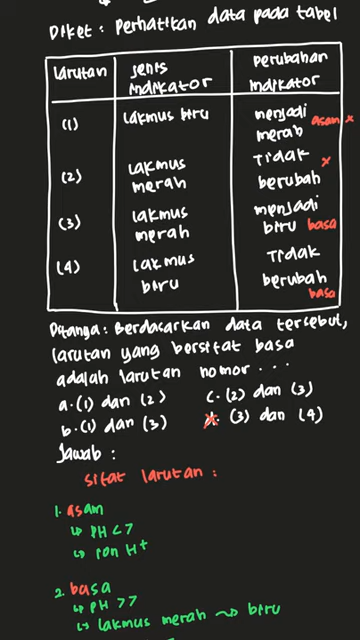 Diket : Perhatikan data pada tabel
larutan
jenis
indikator
perubahan
indikator
(1)
lakmus biru
menjadi
merah
asam x
(2)
lakmus
merah
Tidak
x
berubah
(3)
lakmus
merah
menjadi
biru
basa
(4)
lakmus
biru
Tidak
berubah
basa
Ditanya : Berdasarkan data tersebut,
larutan yang bersifat basa
adalah larutan nomor ...
a. (1) dan (2) c. (2) dan (3)
b. (1) dan (3) d. (3) dan (4)
Jawab :
sifat larutan :
1. asam
↳ pH < 7
↳ ion H+
2. basa
↳ pH > 7
↳ lakmus merah ~> biru